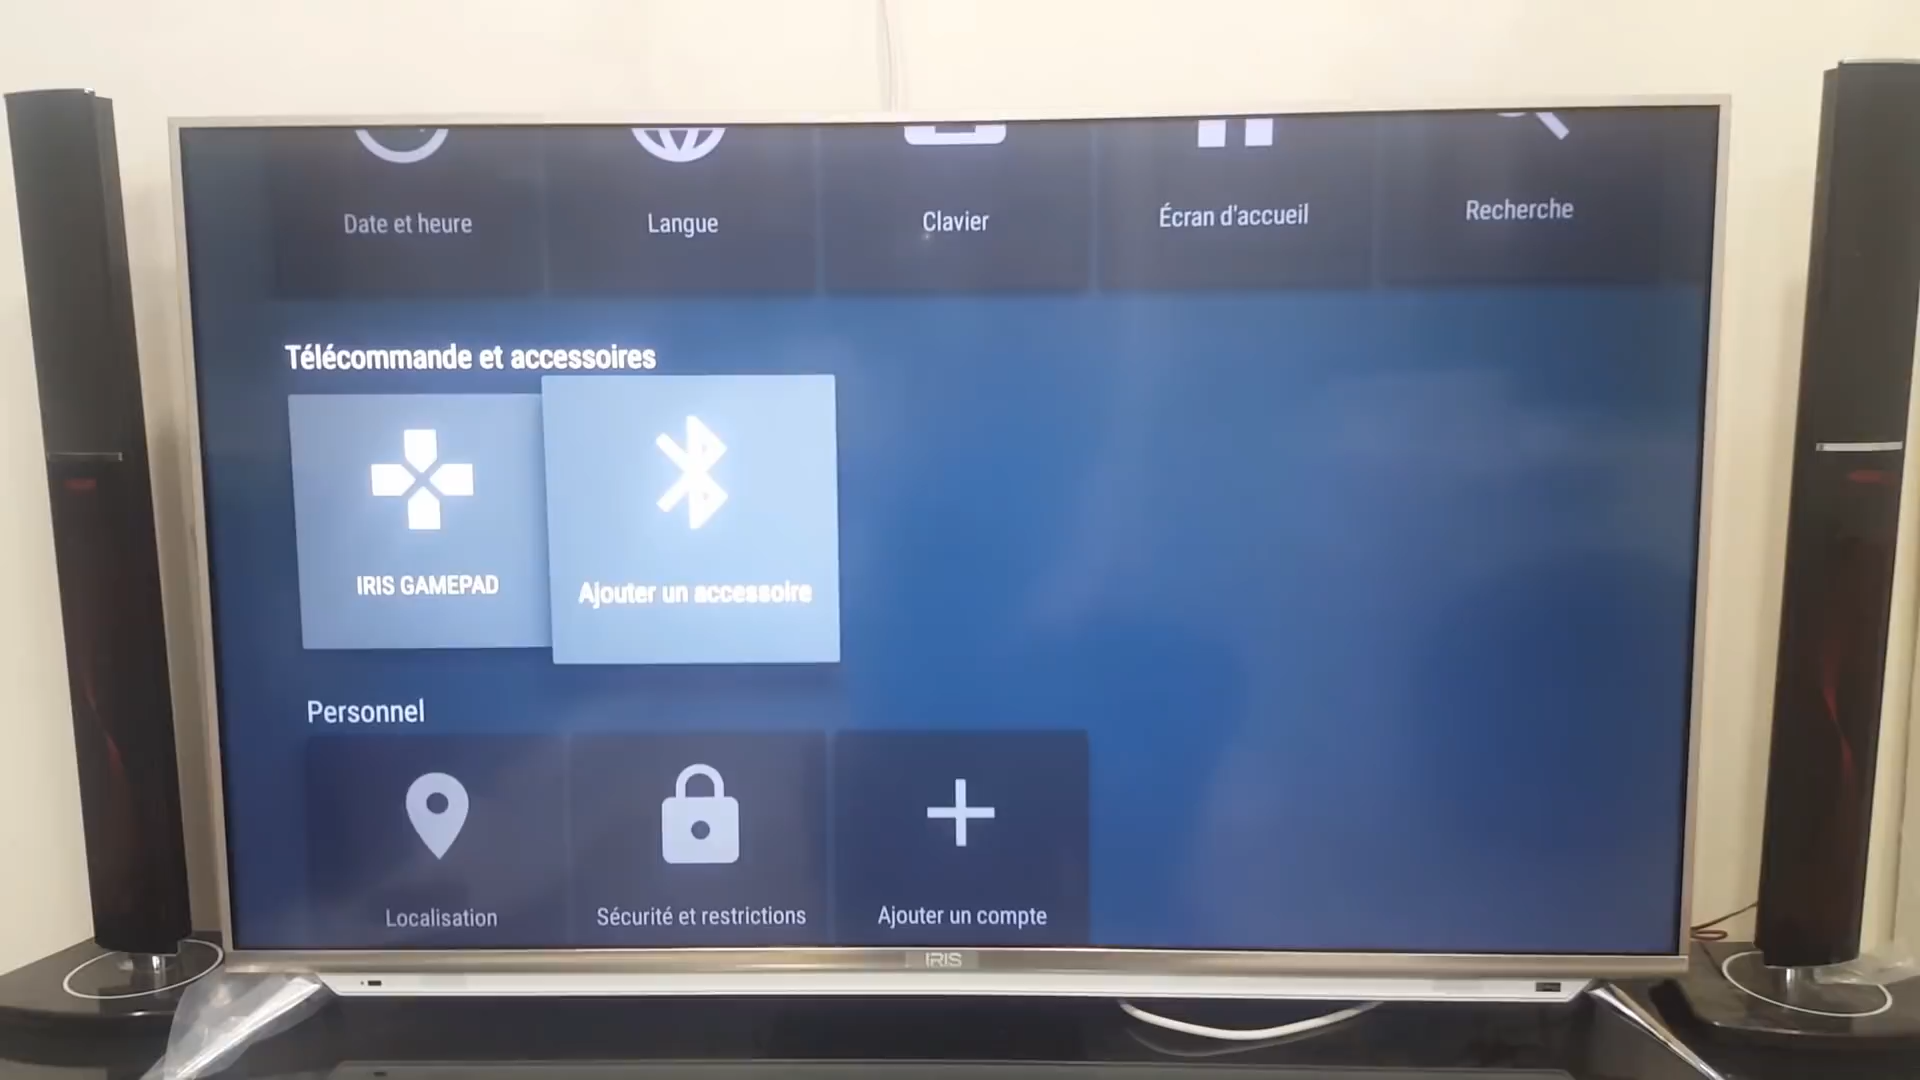 Date et heure
Langue
Clavier
Écran d'accueil
Recherche
Télécommande et accessoires
IRIS GAMEPAD
Ajouter un accessoire
Personnel
Localisation
Sécurité et restrictions
Ajouter un compte
IRIS